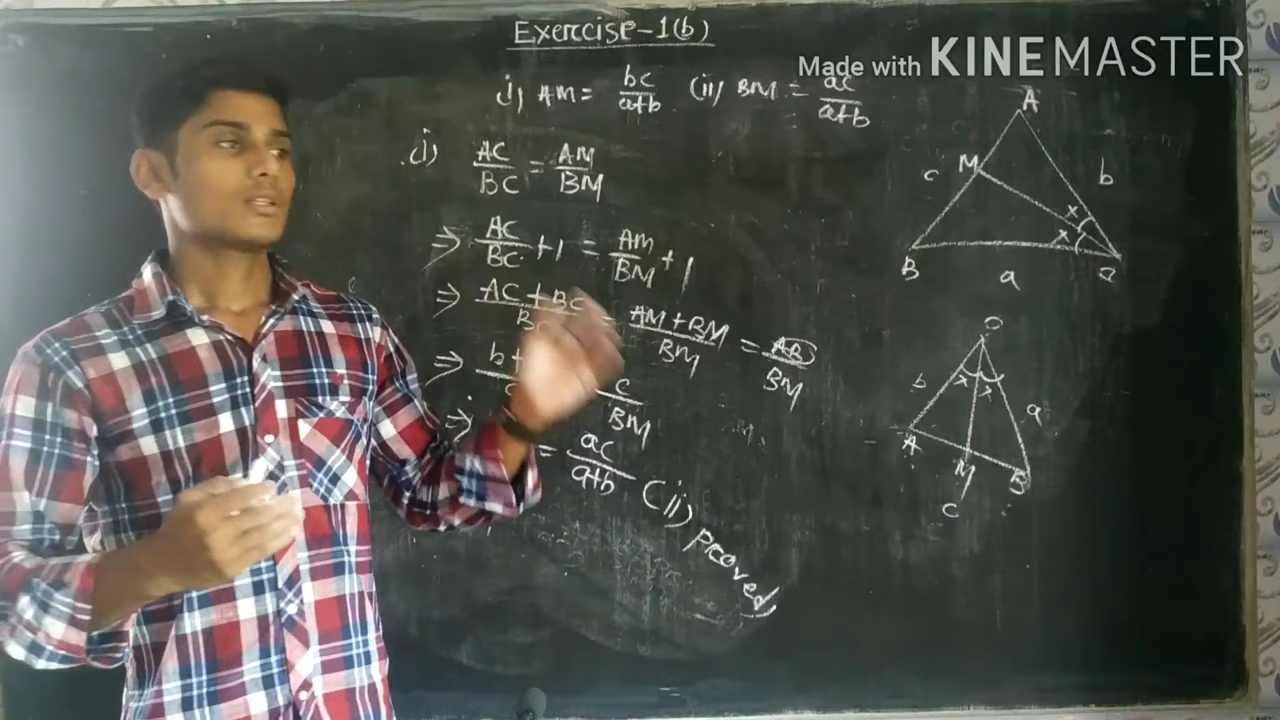 Exerccise-1(b)
Made with KINEMASTER
i) AM = bc/a+b (ii) BM = ac/a+b
i) AC/BC = AM/BM
⇒ AC/BC + 1 = AM/BM + 1
⇒ AC + BC/BC = AM + BM/BM = AB/BM
⇒ b+ c/BM
⇒ = ac/a+b (ii) proved
A
M
c
b
x
x
B
a
O
b
x
x
a
A
M
B
C